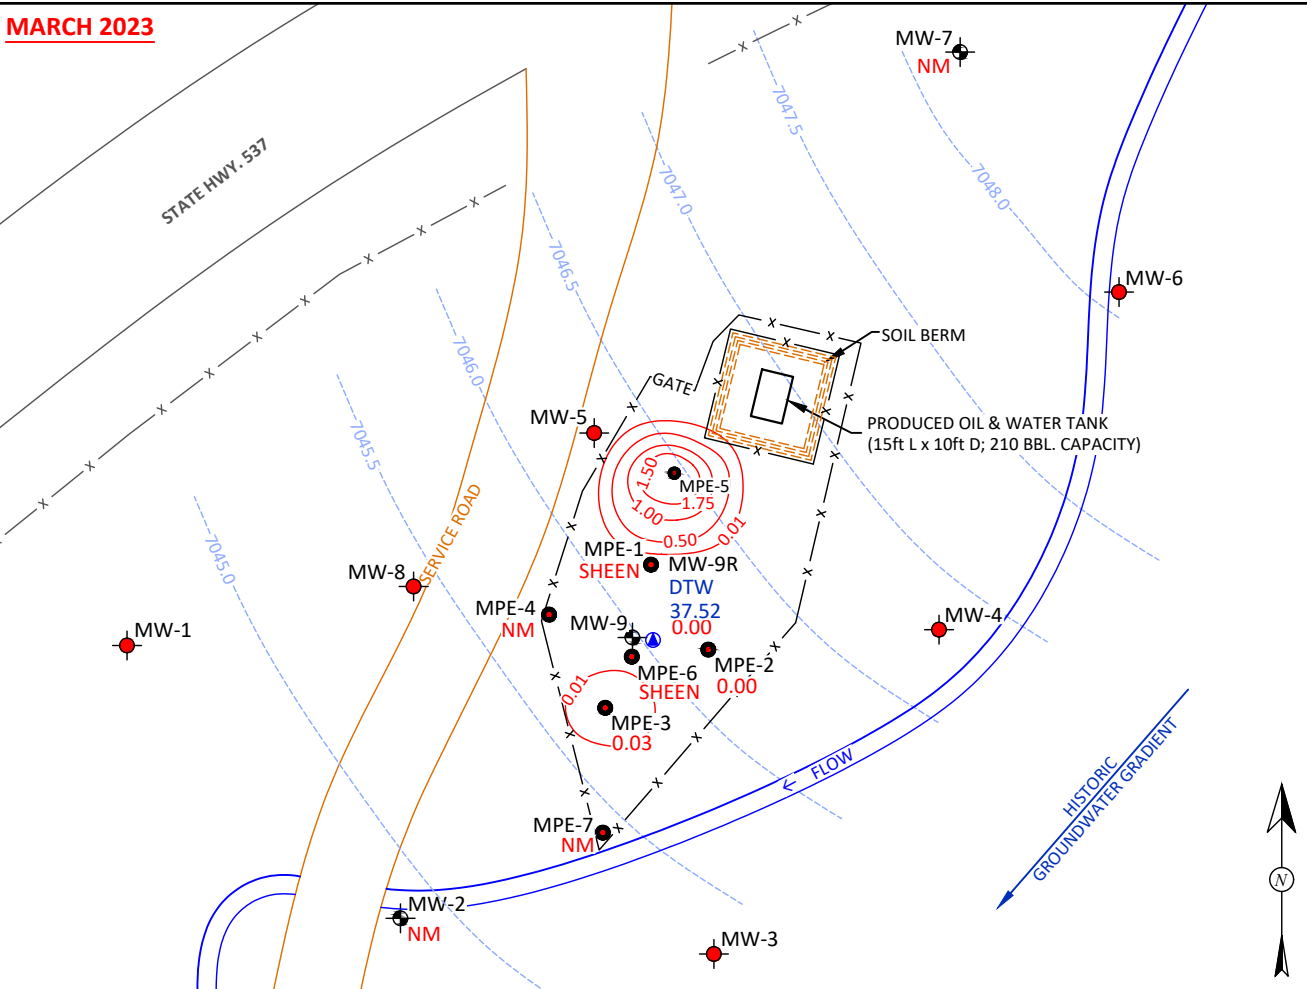 MARCH 2023
MW-7
NM
STATE HWY. 537
7047.5
7048.0
7047.0
7046.5
7046.0
7045.5
7045.0
MW-6
SOIL BERM
GATE
PRODUCED OIL & WATER TANK
(15ft L x 10ft D; 210 BBL. CAPACITY)
MW-5
1.50
MPE-5
1.75
1.00
0.50
0.01
SERVICE ROAD
MPE-1
SHEEN
MW-9R
DTW
37.52
0.00
MW-8
MPE-4
NM
MW-9
MW-1
MW-4
MPE-2
0.00
MPE-6
SHEEN
0.01
MPE-3
0.03
FLOW
HISTORIC
GROUNDWATER GRADIENT
MPE-7
NM
MW-2
NM
MW-3
N